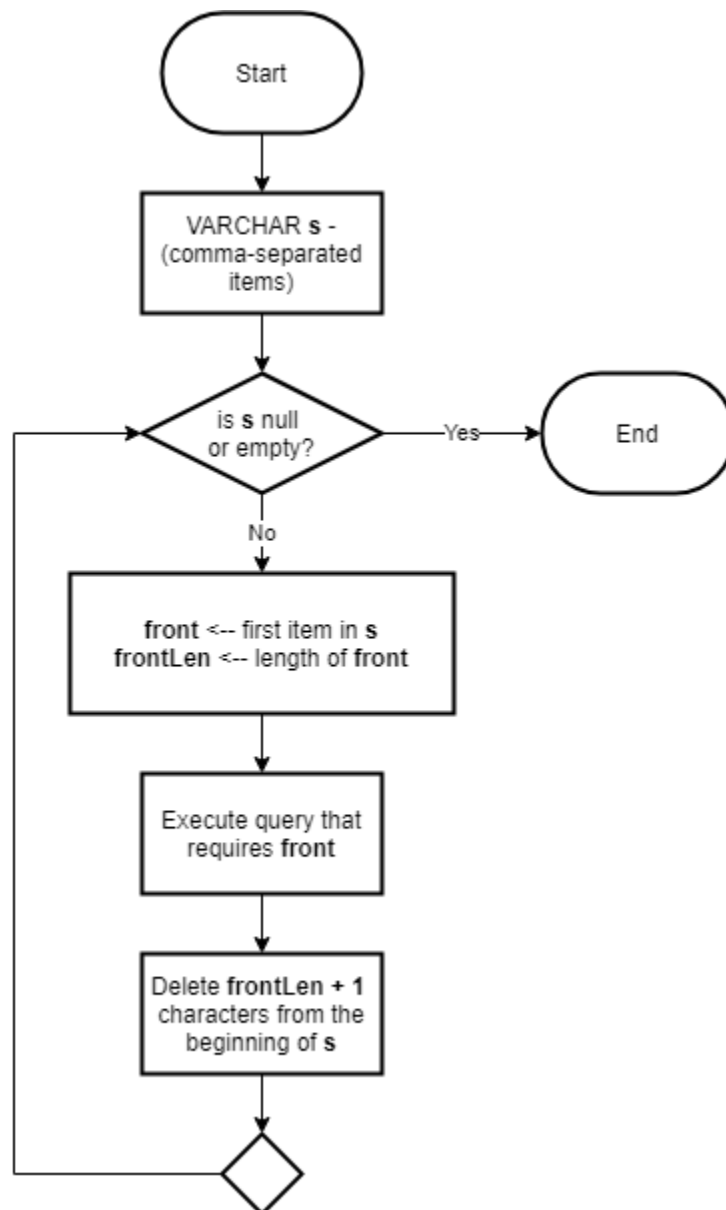 Start
VARCHAR s -
(comma-separated
items)
is s null
or empty?
Yes
End
No
front <-- first item in s
frontLen <-- length of front
Execute query that
requires front
Delete frontLen + 1
characters from the
beginning of s